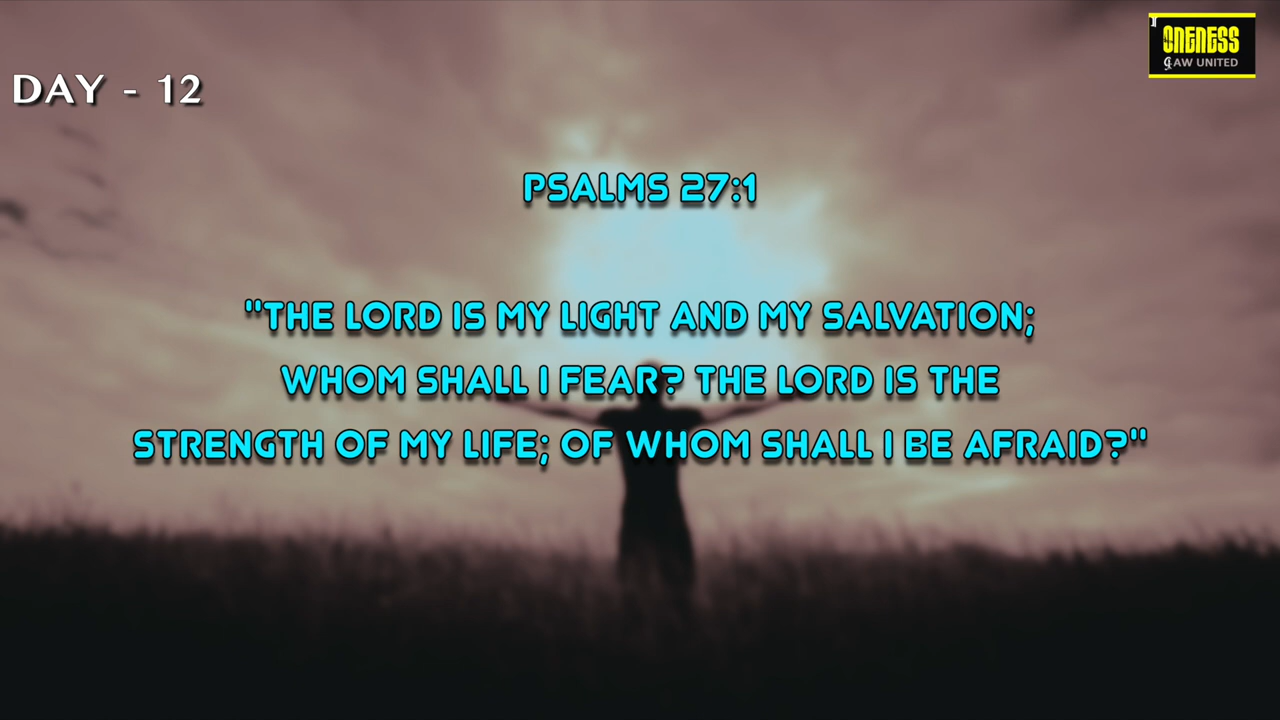 DAY - 12
ONENESS
GAW UNITED
PSALMS 27:1
"THE LORD IS MY LIGHT AND MY SALVATION;
WHOM SHALL I FEAR? THE LORD IS THE
STRENGTH OF MY LIFE; OF WHOM SHALL I BE AFRAID?"